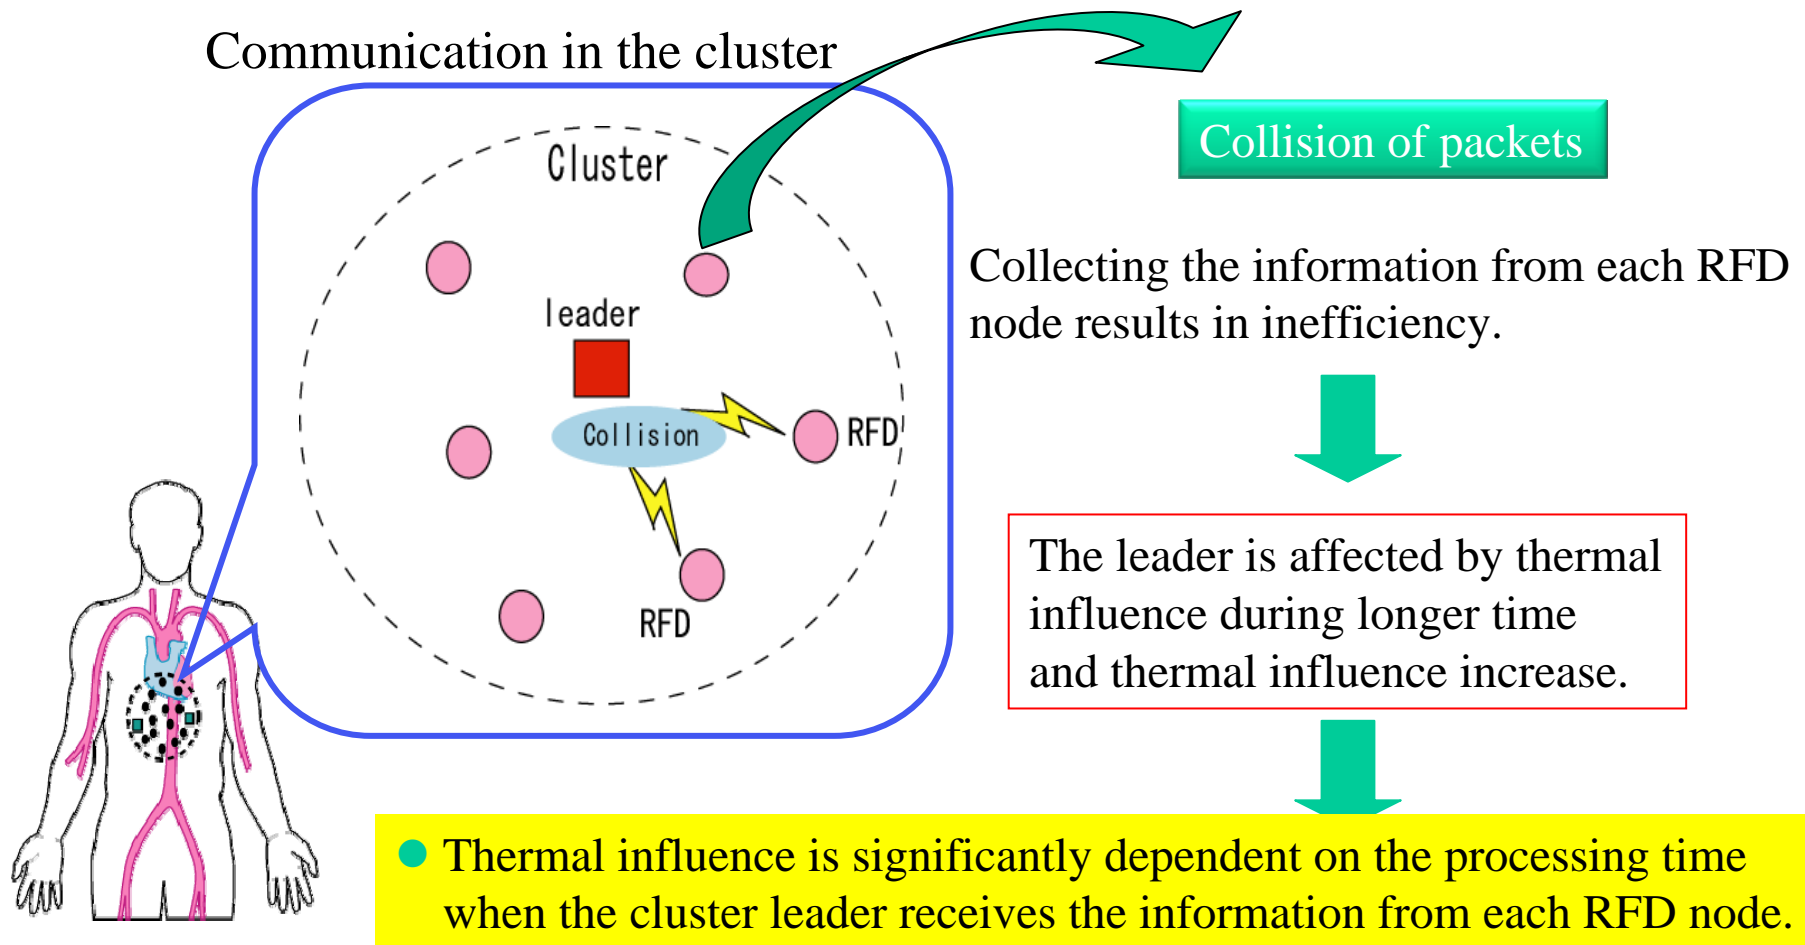 Communication in the cluster
Cluster
leader
Collision
RFD
RFD
Collision of packets
Collecting the information from each RFD
node results in inefficiency.
The leader is affected by thermal
influence during longer time
and thermal influence increase.
Thermal influence is significantly dependent on the processing time
when the cluster leader receives the information from each RFD node.